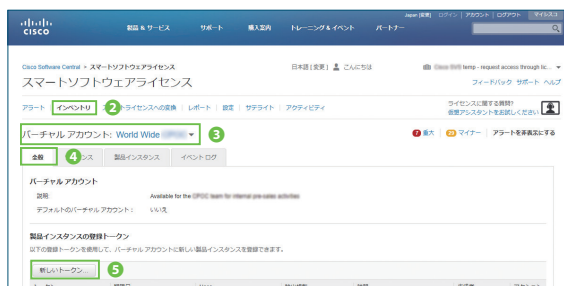 Japan [変更] ログイン | アカウント | ログアウト マイシスコ
CISCO
製品 & サービス サポート 購入案内 トレーニング & イベント パートナー
Cisco Software Central > スマートソフトウェアライセンス
日本語 [ 変更 ] こんにちは
temp - request access through lic...
スマートソフトウェアライセンス
フィードバック サポート ヘルプ
アラート | インベントリ 2 ライセンスへの変換 | レポート | 設定 | サテライト | アクティビティ
ライセンスに関する質問?
仮想アシスタントをお試しください
バーチャル アカウント: World Wide 3
重大 | マイナー | アラートを非表示にする
全般 4 ンス 製品インスタンス イベント ログ
バーチャル アカウント
説明: Available for the
デフォルトのバーチャル アカウント : いいえ
製品インスタンスの登録トークン
以下の登録トークンを使用して、バーチャル アカウントに新しい製品インスタンスを登録できます。
新しいトークン... 5